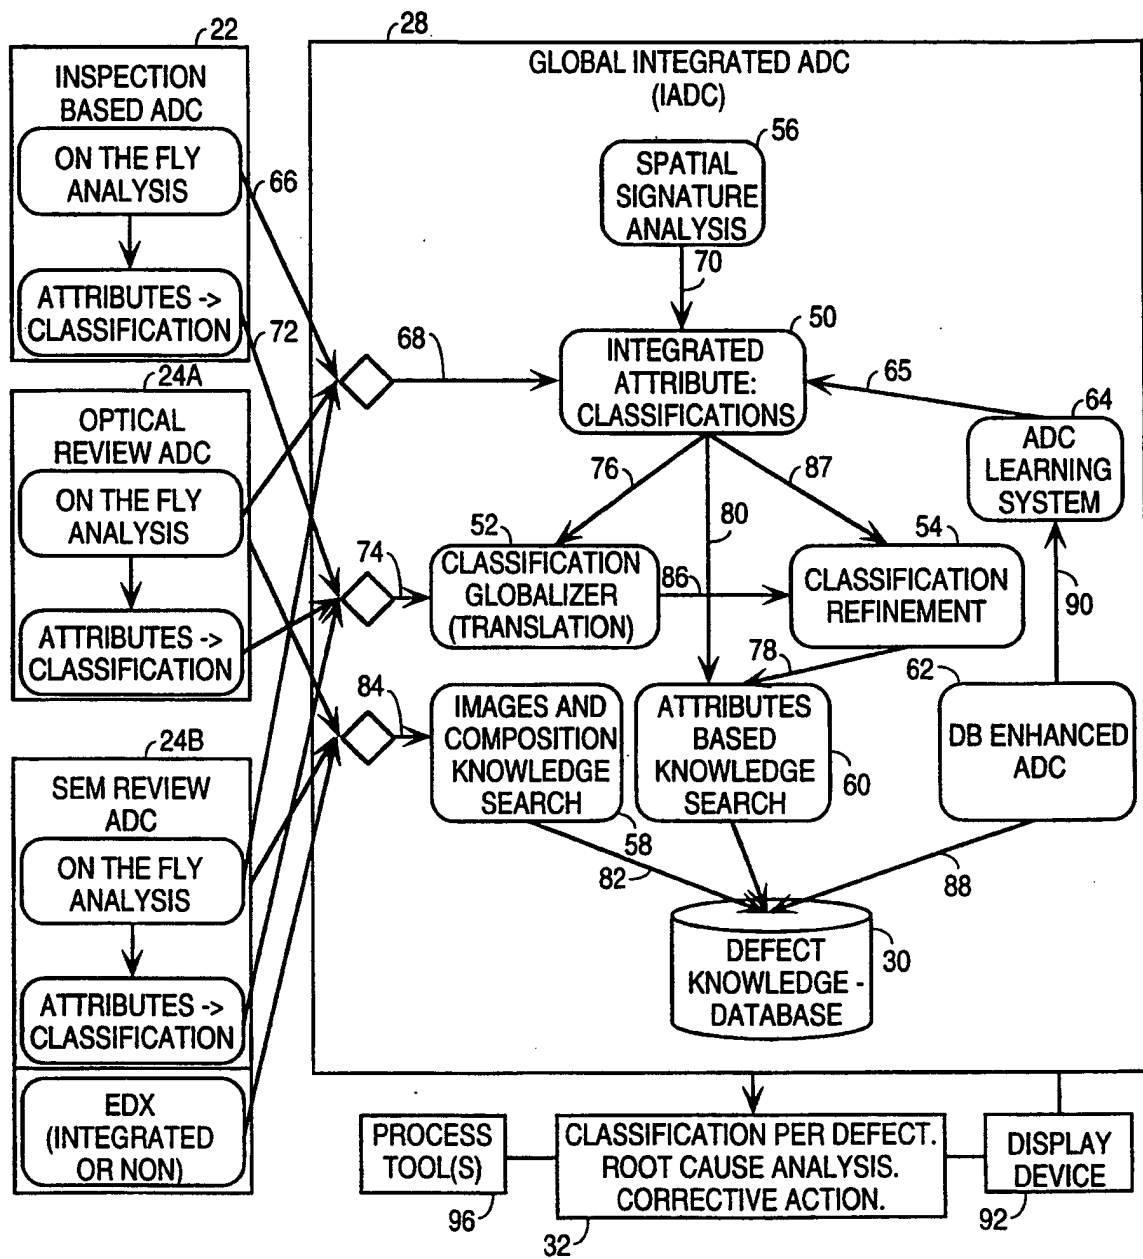 22
INSPECTION
BASED ADC
ON THE FLY
ANALYSIS
ATTRIBUTES ->
CLASSIFICATION
66
72
24A
OPTICAL
REVIEW ADC
ON THE FLY
ANALYSIS
ATTRIBUTES ->
CLASSIFICATION
24B
SEM REVIEW
ADC
ON THE FLY
ANALYSIS
ATTRIBUTES ->
CLASSIFICATION
EDX
(INTEGRATED
OR NON)
28
GLOBAL INTEGRATED ADC
(IADC)
56
SPATIAL
SIGNATURE
ANALYSIS
70
50
68
INTEGRATED
ATTRIBUTE:
CLASSIFICATIONS
65
64
ADC
LEARNING
SYSTEM
76
80
87
52
54
74
CLASSIFICATION
GLOBALIZER
(TRANSLATION)
86
CLASSIFICATION
REFINEMENT
90
78
62
84
IMAGES AND
COMPOSITION
KNOWLEDGE
SEARCH
58
ATTRIBUTES
BASED
KNOWLEDGE
SEARCH
60
DB ENHANCED
ADC
82
88
DEFECT
KNOWLEDGE -
DATABASE
30
PROCESS
TOOL(S)
96
CLASSIFICATION PER DEFECT.
ROOT CAUSE ANALYSIS.
CORRECTIVE ACTION.
32
DISPLAY
DEVICE
92